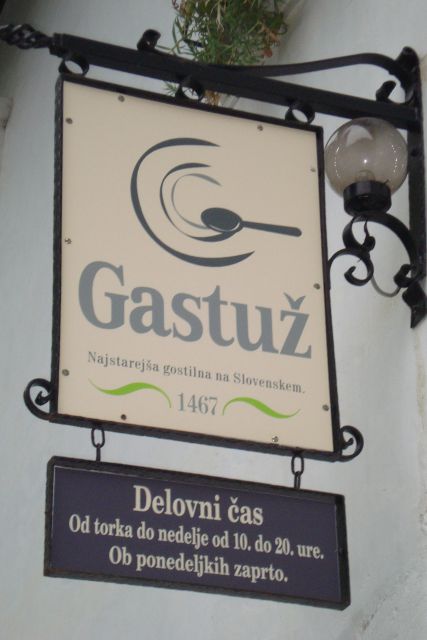 Gastuž
Najstarejša gostilna na Slovenskem.
1467
Delovni čas
Od torka do nedelje od 10. do 20. ure.
Ob ponedeljkih zaprto.